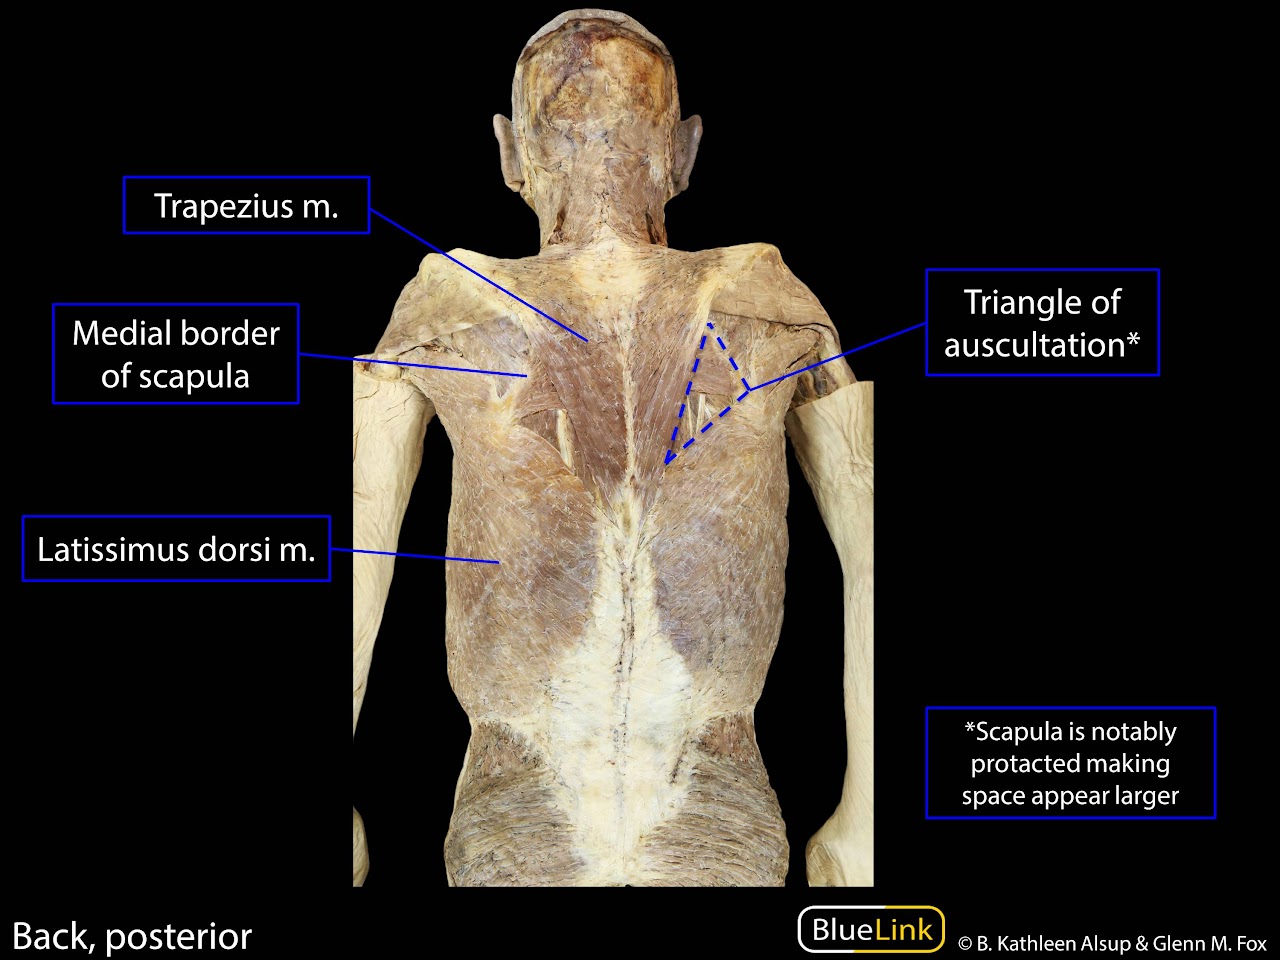 Trapezius m.
Medial border
of scapula
Triangle of
auscultation*
Latissimus dorsi m.
*Scapula is notably
protacted making
space appear larger
Back, posterior
BlueLink
© B. Kathleen Alsup & Glenn M. Fox